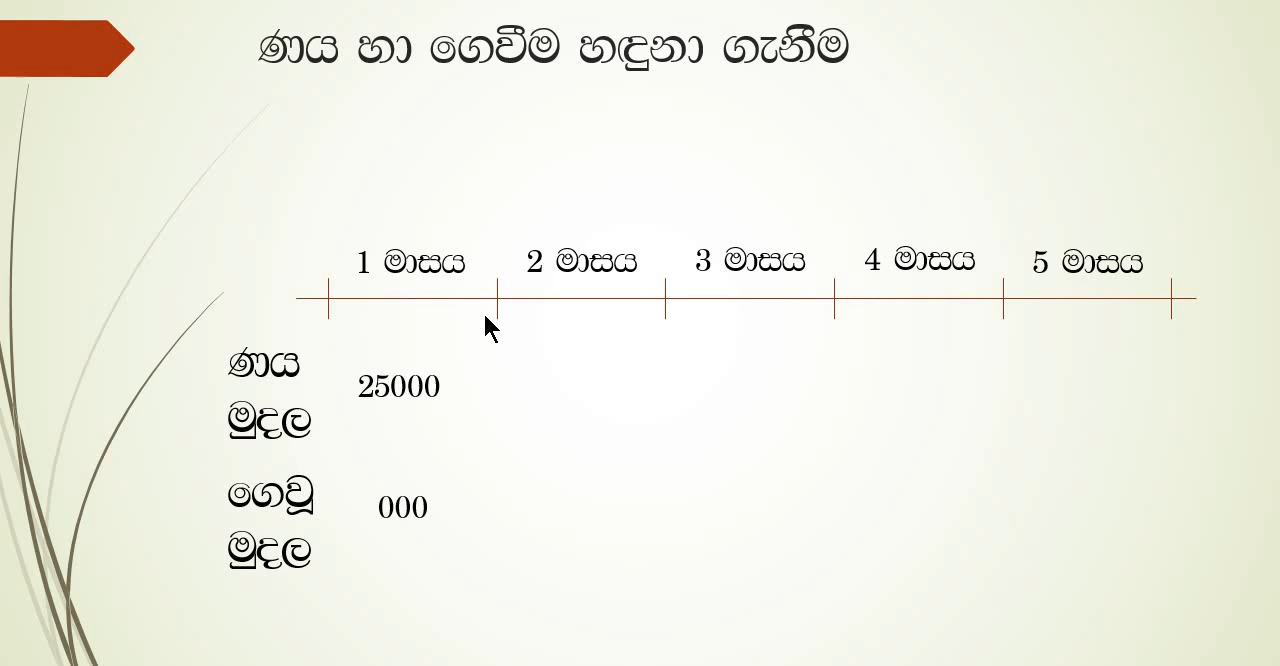 ණය හා ගෙවීම හඳුනා ගැනීම
1 මාසය 2 මාසය 3 මාසය 4 මාසය 5 මාසය
ණය
මුදල
25000
ගෙවූ
මුදල
000